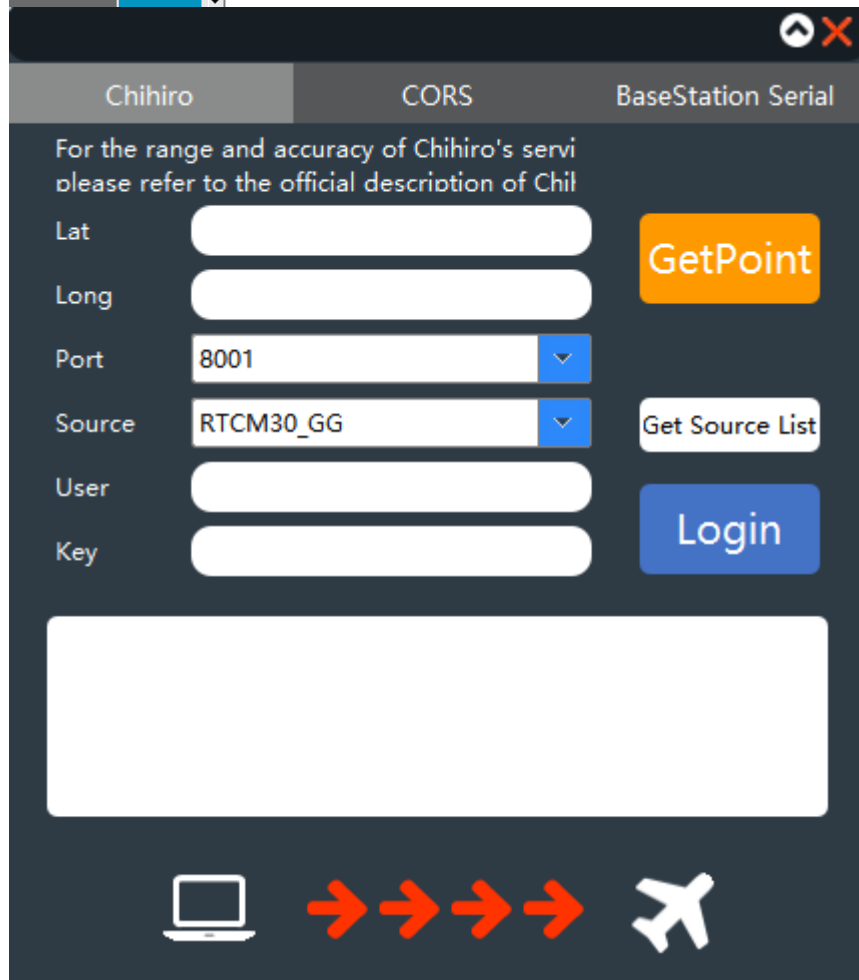 Chihiro CORS BaseStation Serial
For the range and accuracy of Chihiro's servi
please refer to the official description of Chi
Lat
GetPoint
Long
Port 8001
Source RTCM30_GG Get Source List
User
Login
Key